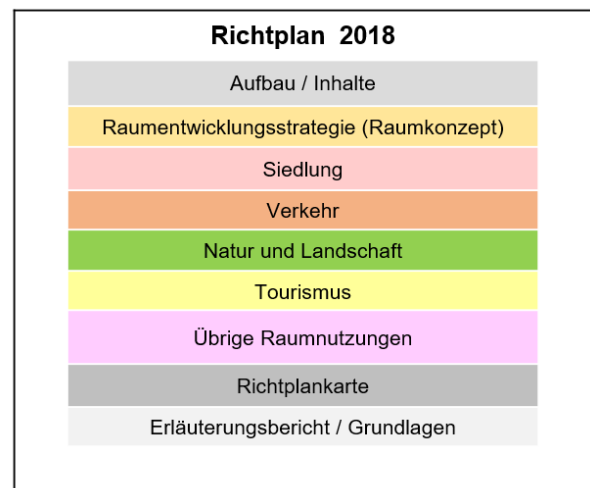 Richtplan 2018
Aufbau / Inhalte
Raumentwicklungsstrategie (Raumkonzept)
Siedlung
Verkehr
Natur und Landschaft
Tourismus
Übrige Raumnutzungen
Richtplankarte
Erläuterungsbericht / Grundlagen